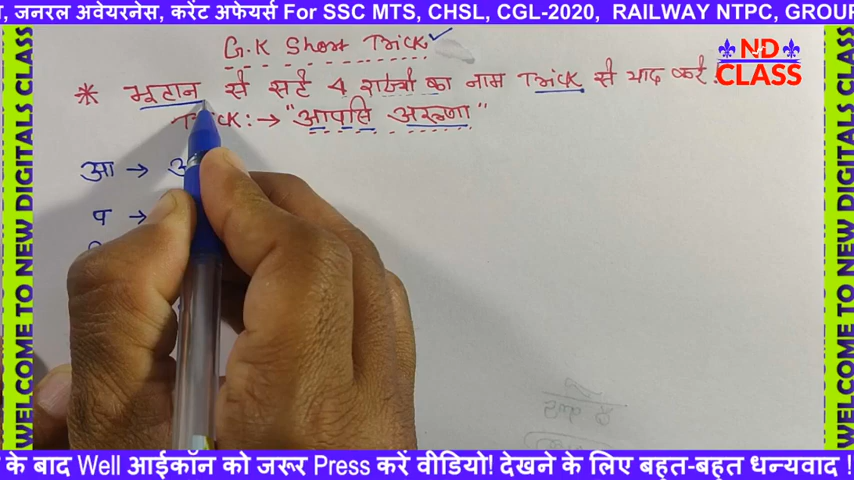 , जनरल अवेयरनेस, करेंट अफेयर्स For SSC MTS, CHSL, CGL-2020, RAILWAY NTPC, GROUP
G.K Short Trick
ND CLASS
* भूटान से सटे 4 राज्यो का नाम Trick से याद करें
Trick:→ "आपसि अरूणा"
आ →
प →
WELCOME TO NEW DIGITALS CLASS
WELCOME TO NEW DIGITALS CLASS
के बाद Well आईकॉन को जरूर Press करें वीडियो! देखने के लिए बहुत-बहुत धन्यवाद !